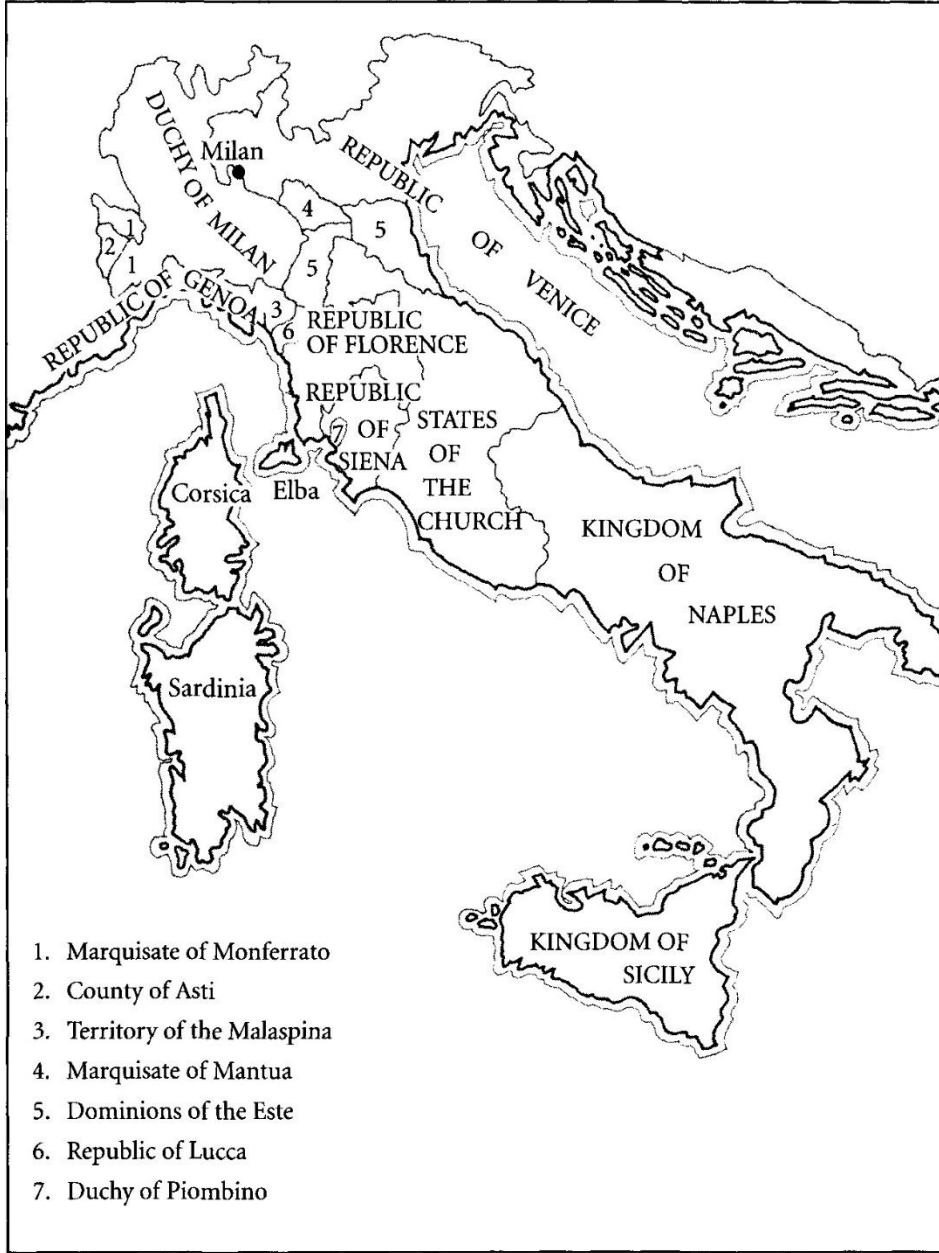 DUCHY OF MILAN
Milan
REPUBLIC
OF
VENICE
4
5
1
2
1
5
REPUBLIC OF GENOA
3
6
REPUBLIC
OF FLORENCE
REPUBLIC
OF
SIENA
7
STATES
OF
THE
CHURCH
Corsica
Elba
KINGDOM
OF
NAPLES
Sardinia
KINGDOM OF
SICILY
1. Marquisate of Monferrato
2. County of Asti
3. Territory of the Malaspina
4. Marquisate of Mantua
5. Dominions of the Este
6. Republic of Lucca
7. Duchy of Piombino